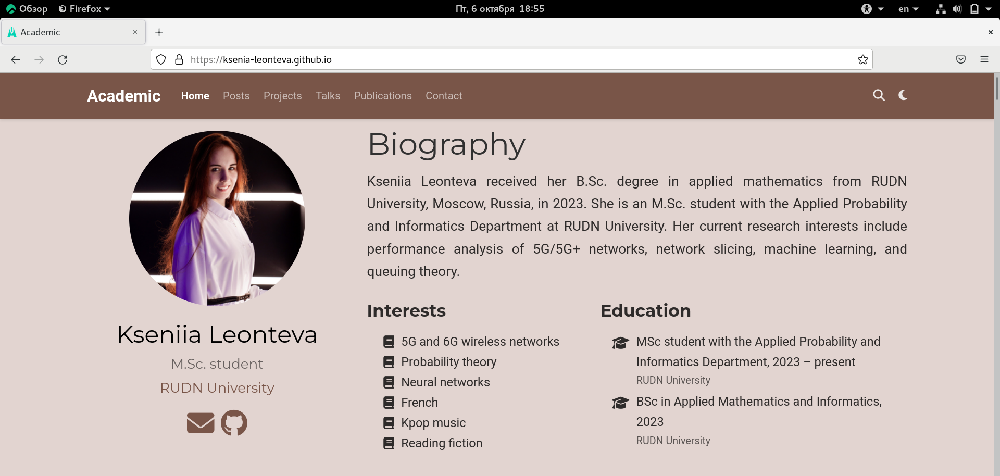 Обзор Firefox Пт, 6 октября 18:55 en
Academic
https://ksenia-leonteva.github.io
Academic Home Posts Projects Talks Publications Contact
Biography
Kseniia Leonteva received her B.Sc. degree in applied mathematics from RUDN
University, Moscow, Russia, in 2023. She is an M.Sc. student with the Applied Probability
and Informatics Department at RUDN University. Her current research interests include
performance analysis of 5G/5G+ networks, network slicing, machine learning, and
queuing theory.
Kseniia Leonteva
M.Sc. student
RUDN University
Interests
5G and 6G wireless networks
Probability theory
Neural networks
French
Kpop music
Reading fiction
Education
MSc student with the Applied Probability and
Informatics Department, 2023 – present
RUDN University
BSc in Applied Mathematics and Informatics,
2023
RUDN University